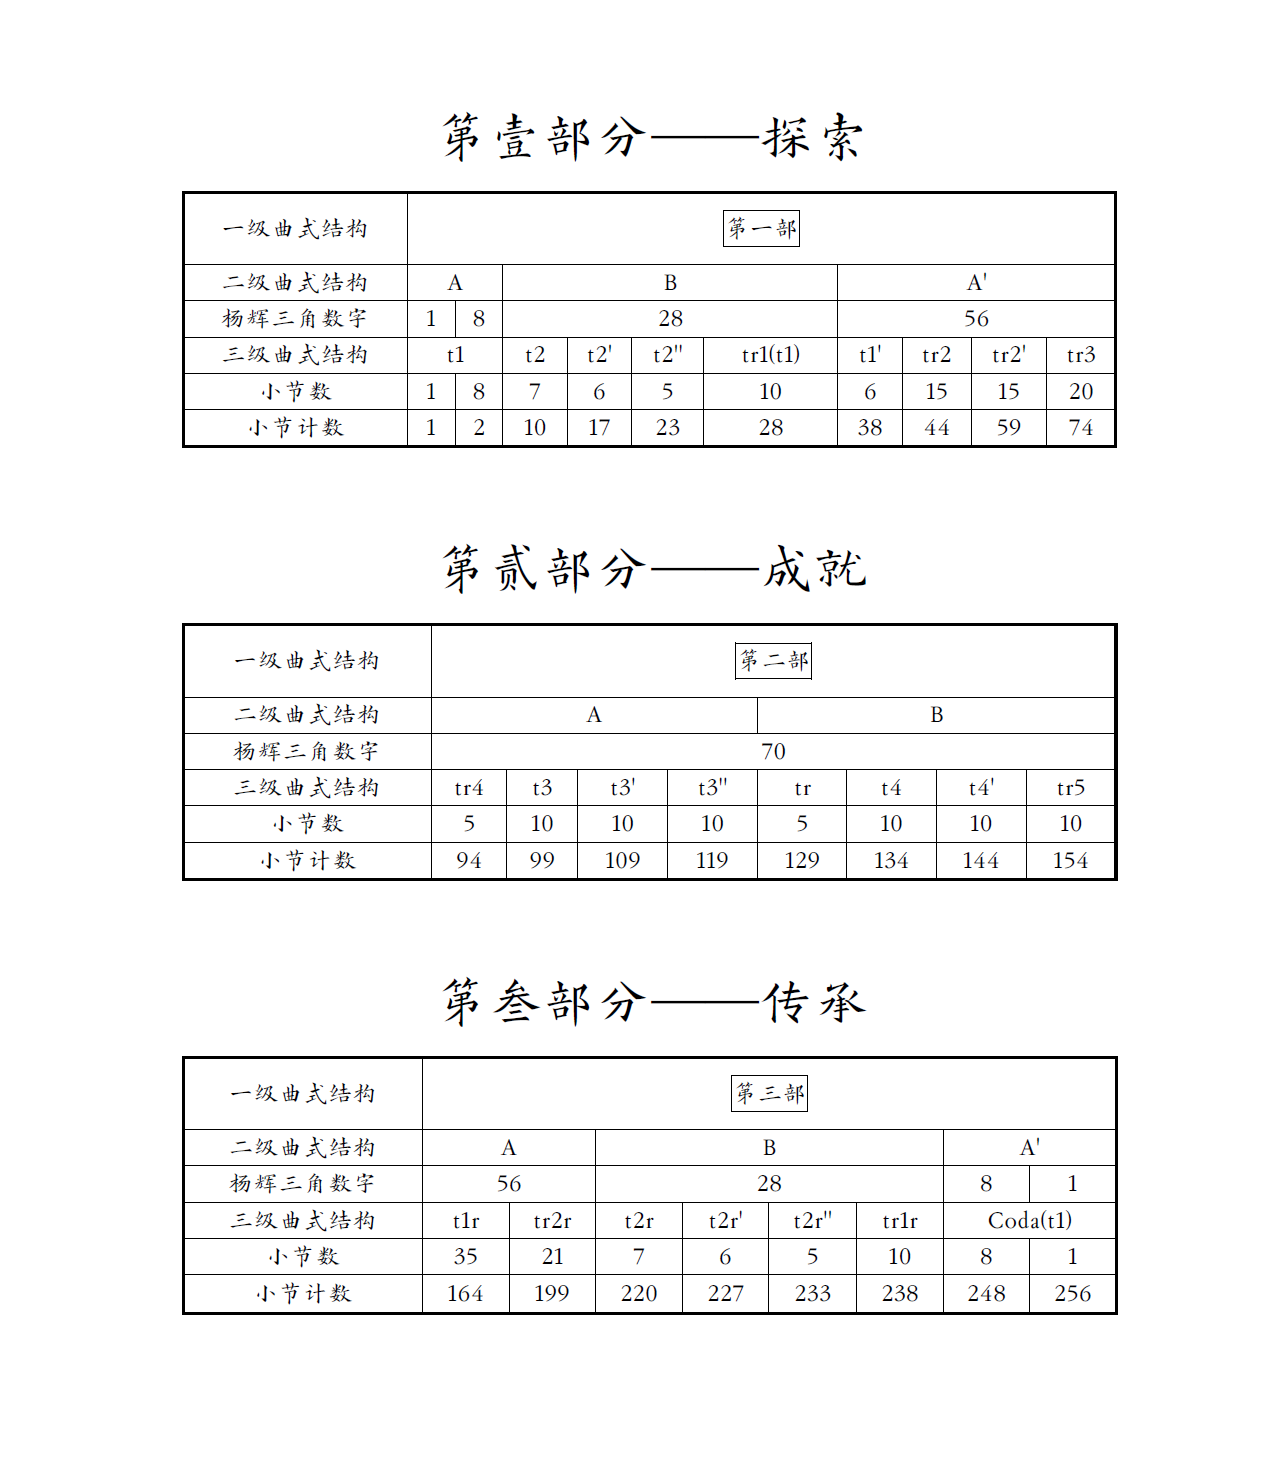 第壹部分——探索
一级曲式结构 第一部
二级曲式结构 A B A'
杨辉三角数字 1 8 28 56
三级曲式结构 t1 t2 t2' t2" tr1(t1) t1' tr2 tr2' tr3
小节数 1 8 7 6 5 10 6 15 15 20
小节计数 1 2 10 17 23 28 38 44 59 74
第贰部分——成就
一级曲式结构 第二部
二级曲式结构 A B
杨辉三角数字 70
三级曲式结构 tr4 t3 t3' t3" tr t4 t4' tr5
小节数 5 10 10 10 5 10 10 10
小节计数 94 99 109 119 129 134 144 154
第叁部分——传承
一级曲式结构 第三部
二级曲式结构 A B A'
杨辉三角数字 56 28 8 1
三级曲式结构 t1r tr2r t2r t2r' t2r" tr1r Coda(t1)
小节数 35 21 7 6 5 10 8 1
小节计数 164 199 220 227 233 238 248 256